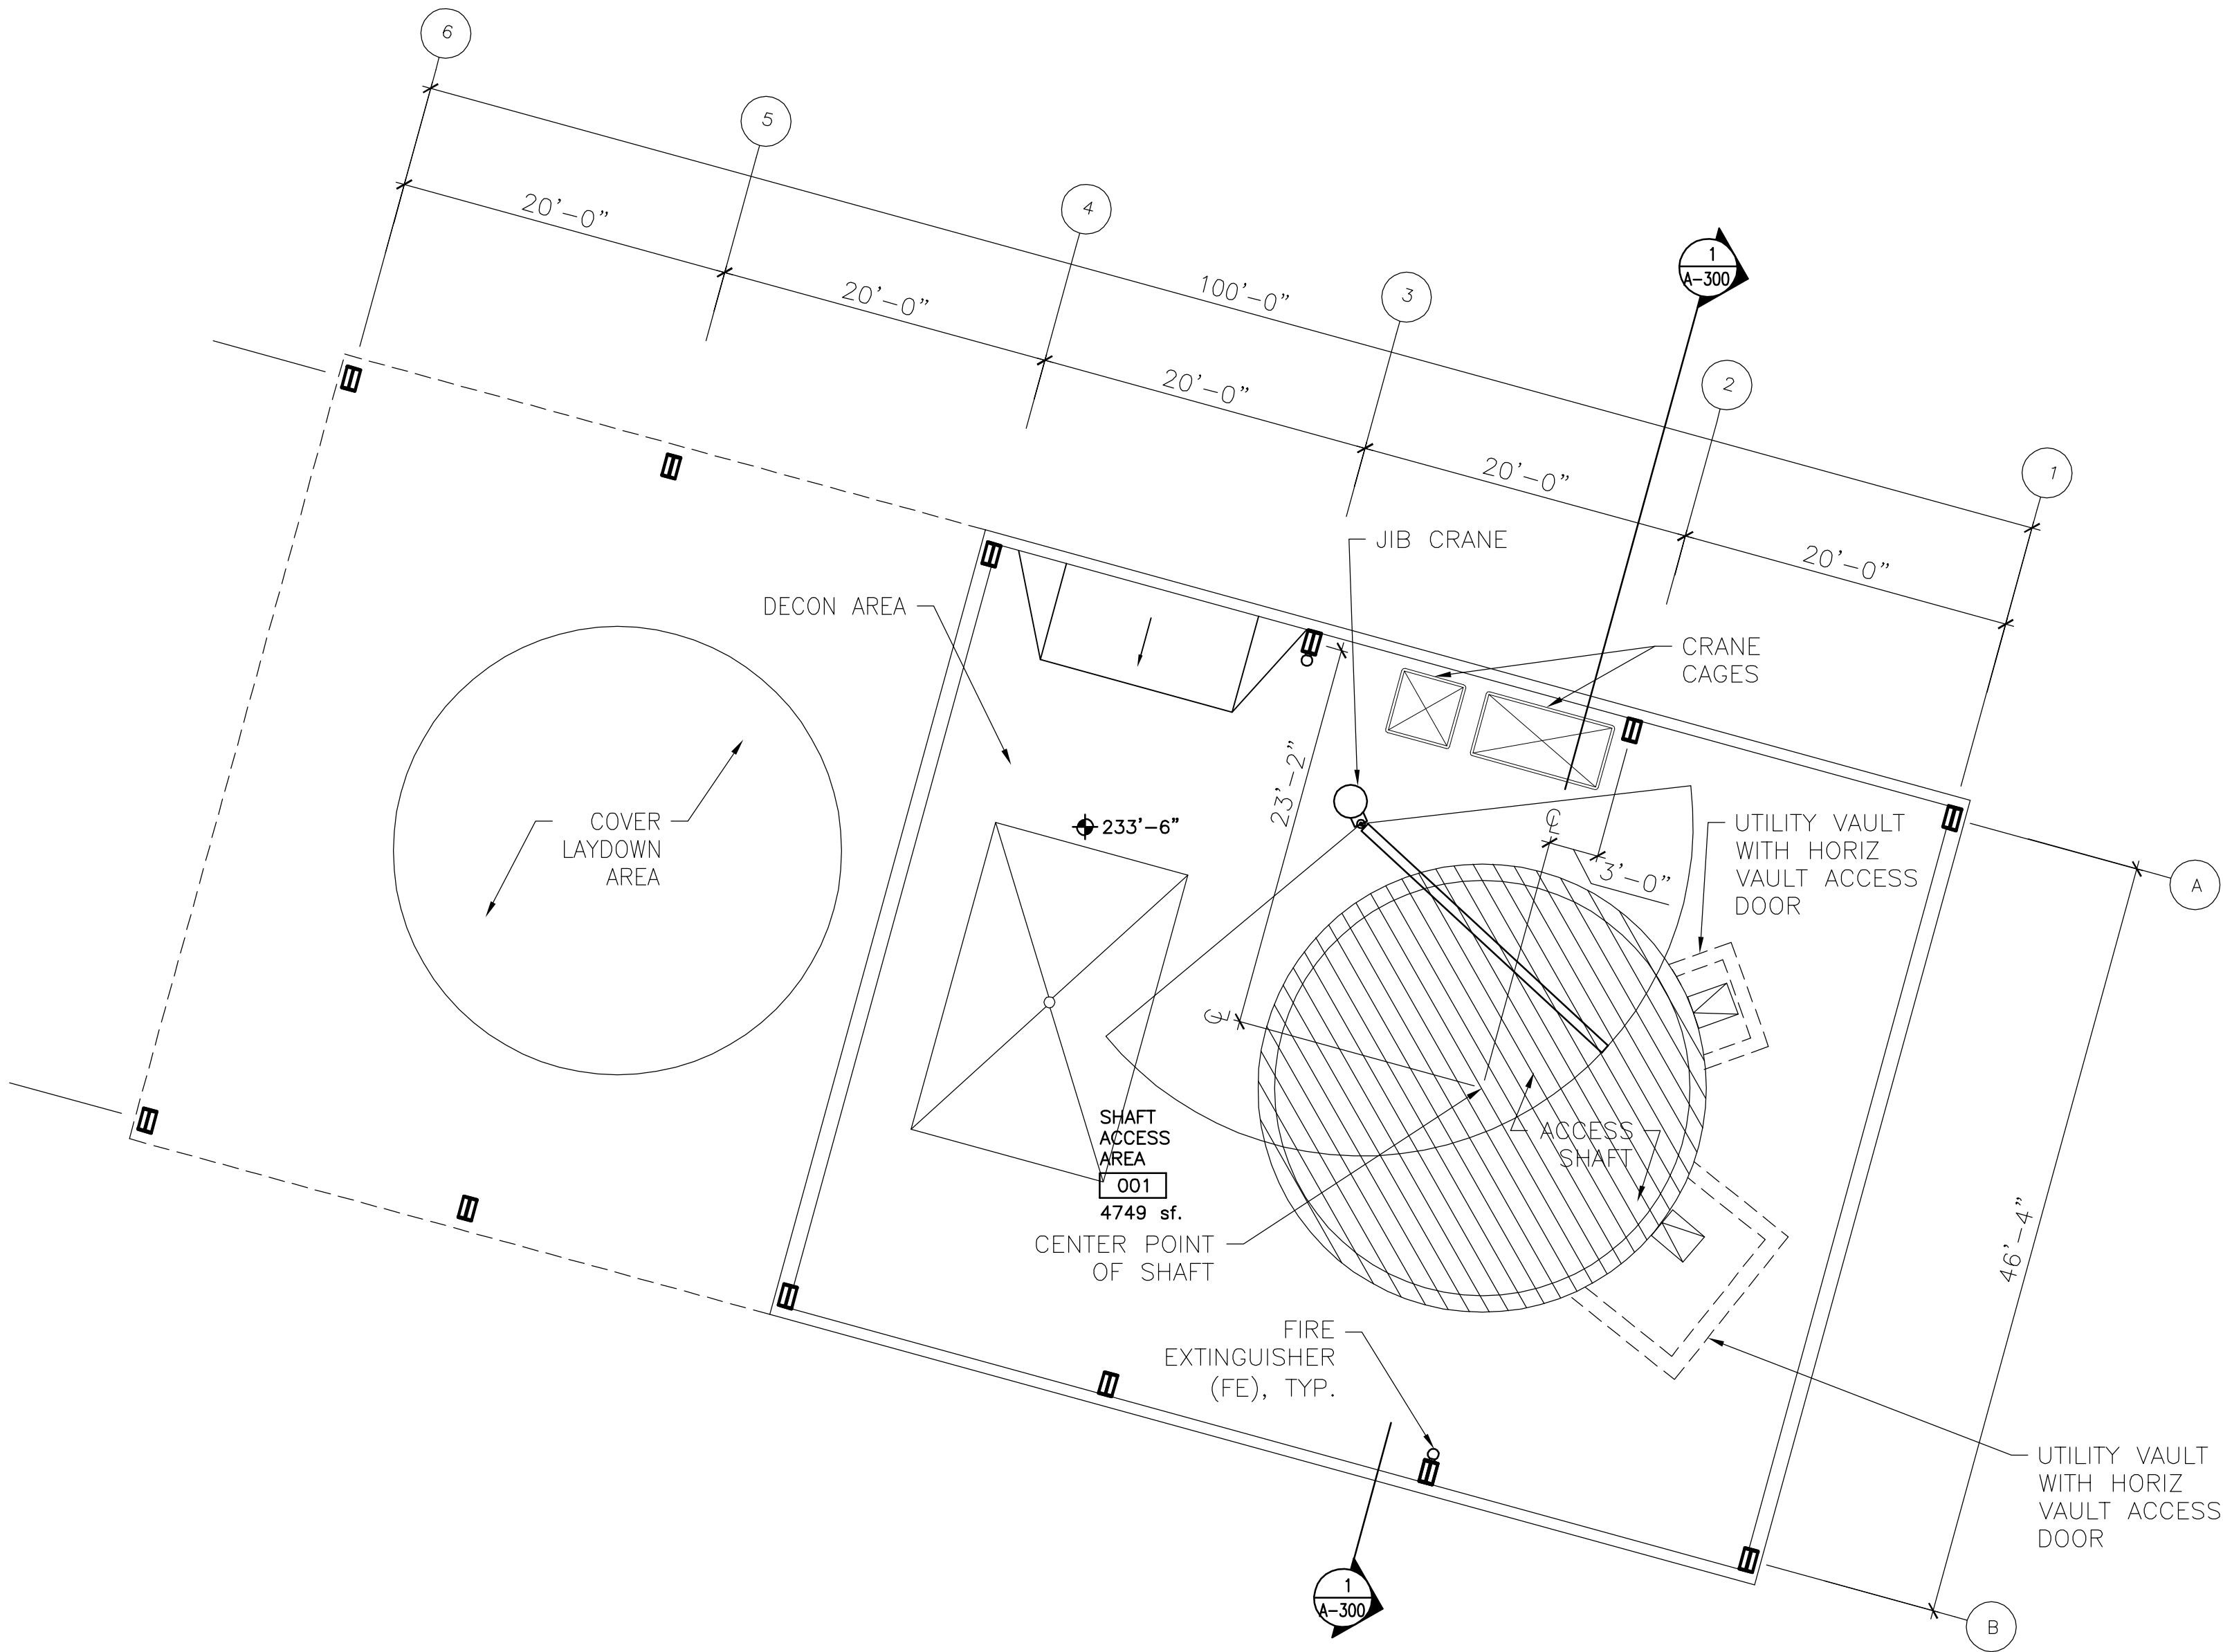 6
5
4
3
2
1
20'-0"
20'-0"
100'-0"
20'-0"
20'-0"
20'-0"
1
A-300
JIB CRANE
DECON AREA
CRANE
CAGES
23'-2"
COVER
LAYDOWN
AREA
233'-6"
℄
3'-0"
UTILITY VAULT
WITH HORIZ
VAULT ACCESS
DOOR
A
℄
SHAFT
ACCESS
AREA
001
4749 sf.
ACCESS
SHAFT
CENTER POINT
OF SHAFT
46'-4"
FIRE
EXTINGUISHER
(FE), TYP.
UTILITY VAULT
WITH HORIZ
VAULT ACCESS
DOOR
1
A-300
B